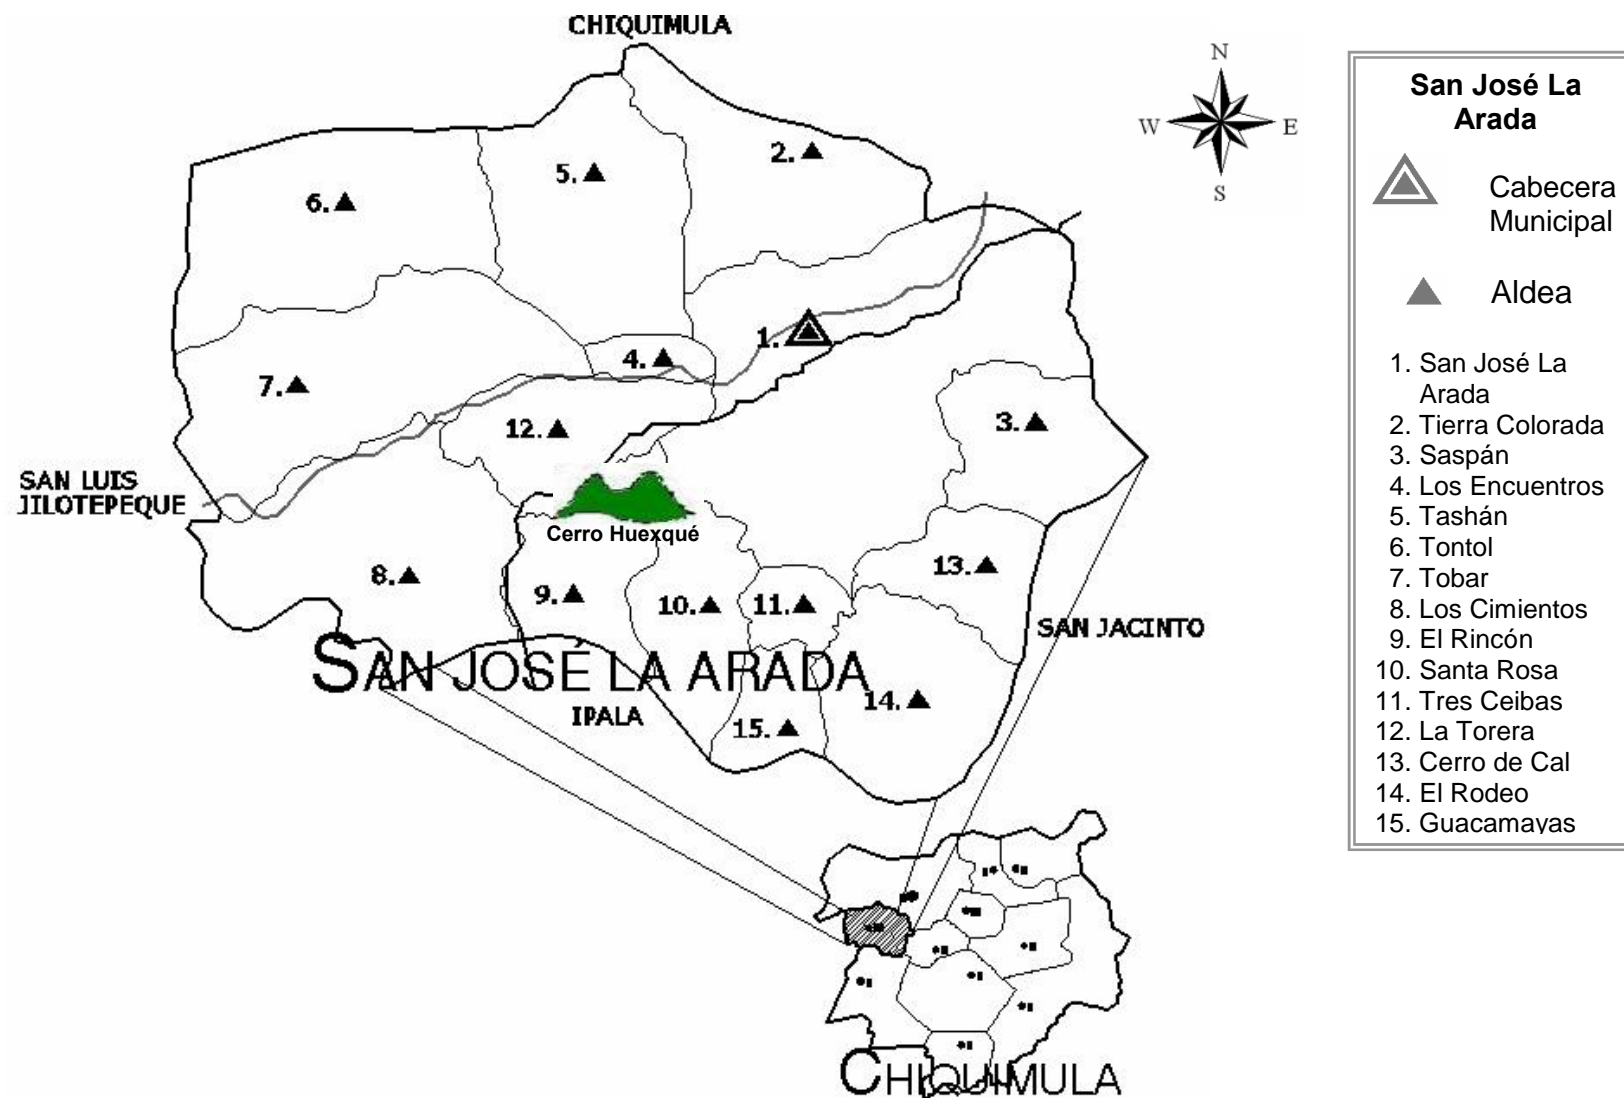 CHIQUIMULA
N
W E
S
2.
5.
6.
1.
4.
7.
3.
12.
SAN LUIS
JILOTEPEQUE
Cerro Huexqué
13.
8.
9.
10.
11.
SAN JACINTO
SAN JOSÉ LA ARADA
14.
IPALA
15.
CHIQUIMULA
San José La
Arada
Cabecera
Municipal
Aldea
1. San José La
Arada
2. Tierra Colorada
3. Saspán
4. Los Encuentros
5. Tashán
6. Tontol
7. Tobar
8. Los Cimientos
9. El Rincón
10. Santa Rosa
11. Tres Ceibas
12. La Torera
13. Cerro de Cal
14. El Rodeo
15. Guacamayas